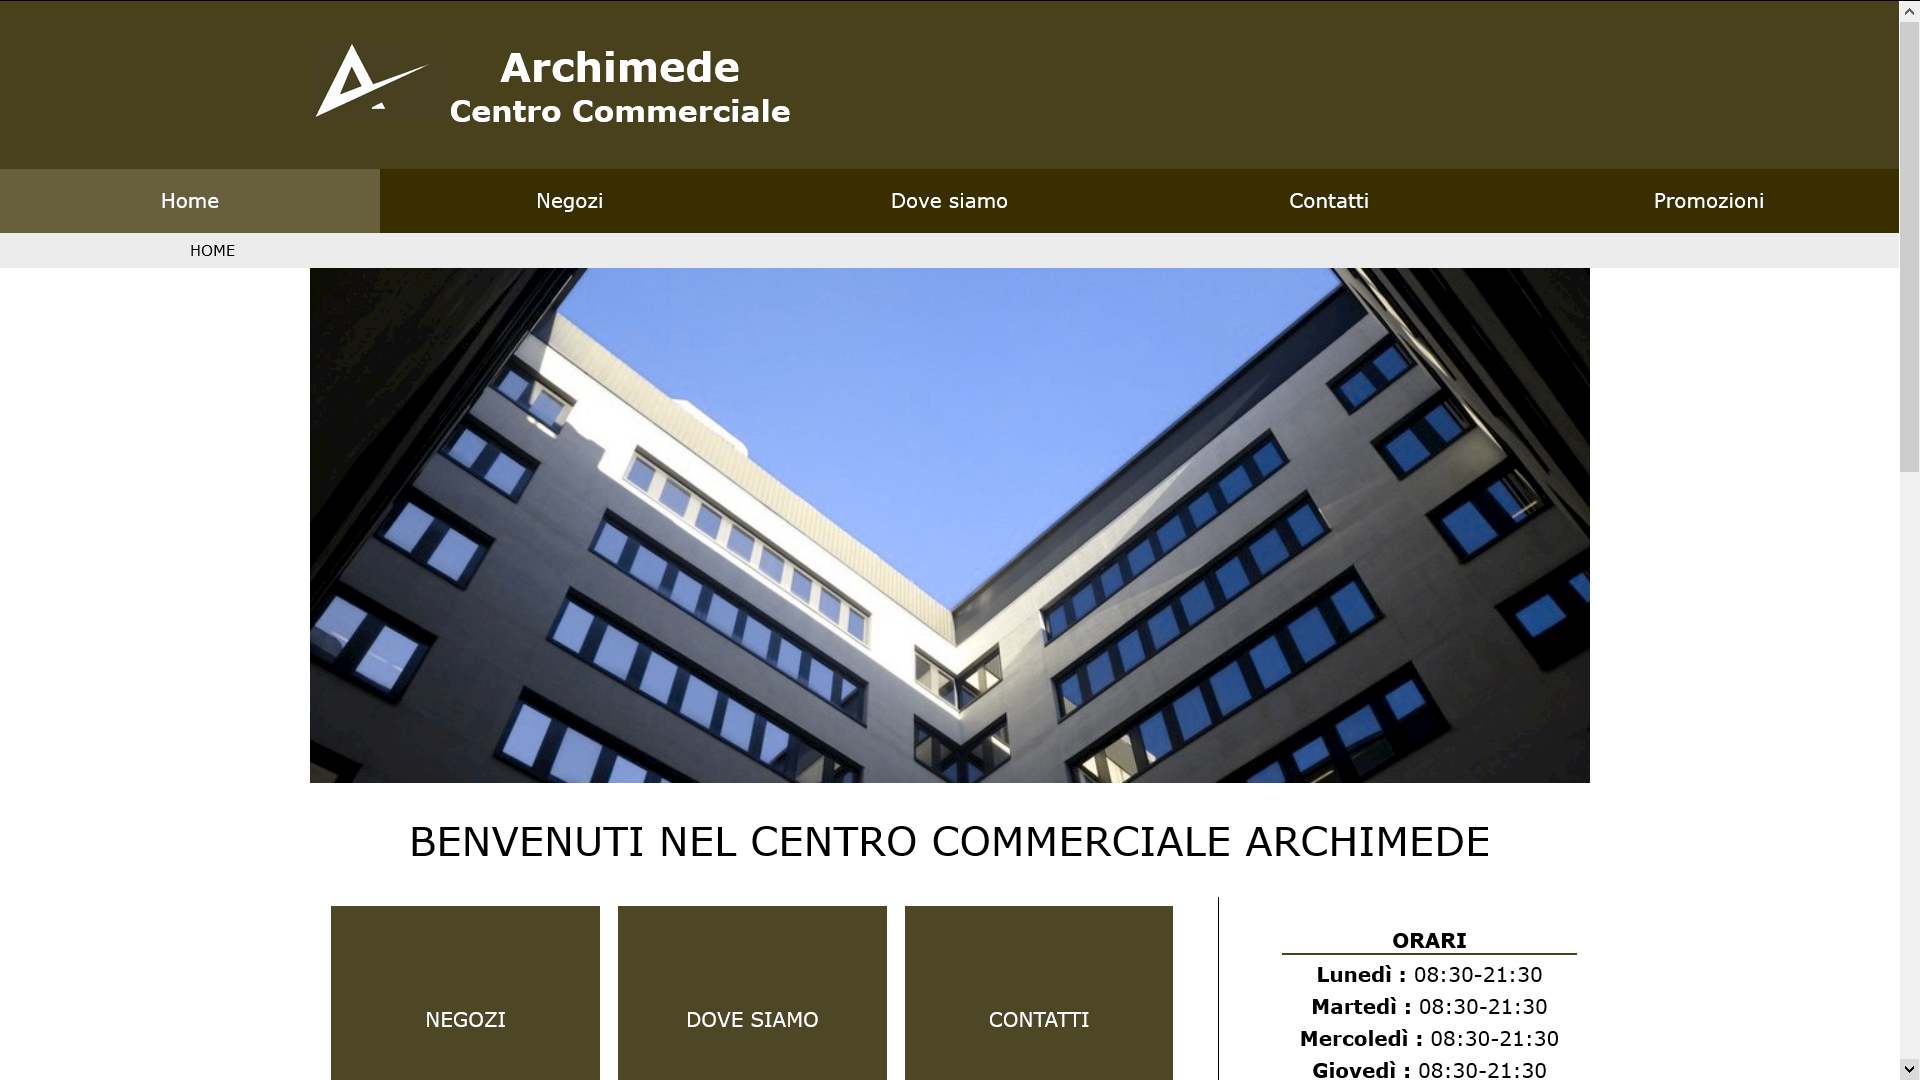 Archimede
Centro Commerciale
Home Negozi Dove siamo Contatti Promozioni
HOME
BENVENUTI NEL CENTRO COMMERCIALE ARCHIMEDE
NEGOZI DOVE SIAMO CONTATTI
ORARI
Lunedì : 08:30-21:30
Martedì : 08:30-21:30
Mercoledì : 08:30-21:30
Giovedì : 08:30-21:30